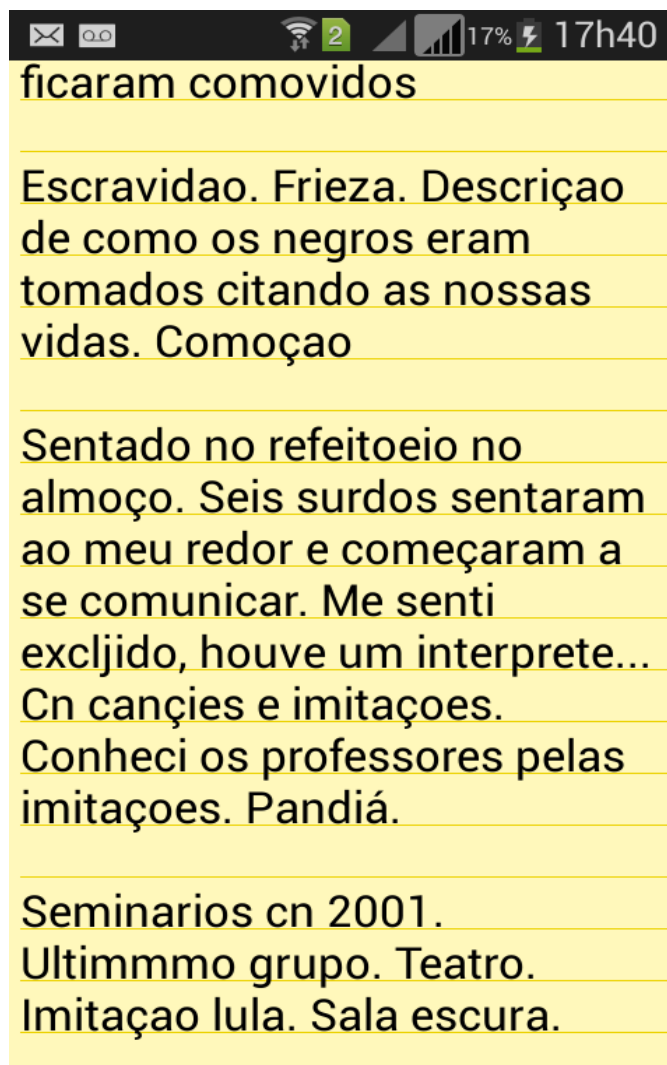 2 17% 17h40
ficaram comovidos
Escravidao. Frieza. Descriçao
de como os negros eram
tomados citando as nossas
vidas. Comoçao
Sentado no refeitoeio no
almoço. Seis surdos sentaram
ao meu redor e começaram a
se comunicar. Me senti
excljido, houve um interprete...
Cn cançies e imitaçoes.
Conheci os professores pelas
imitaçoes. Pandiá.
Seminarios cn 2001.
Ultimmmo grupo. Teatro.
Imitaçao lula. Sala escura.